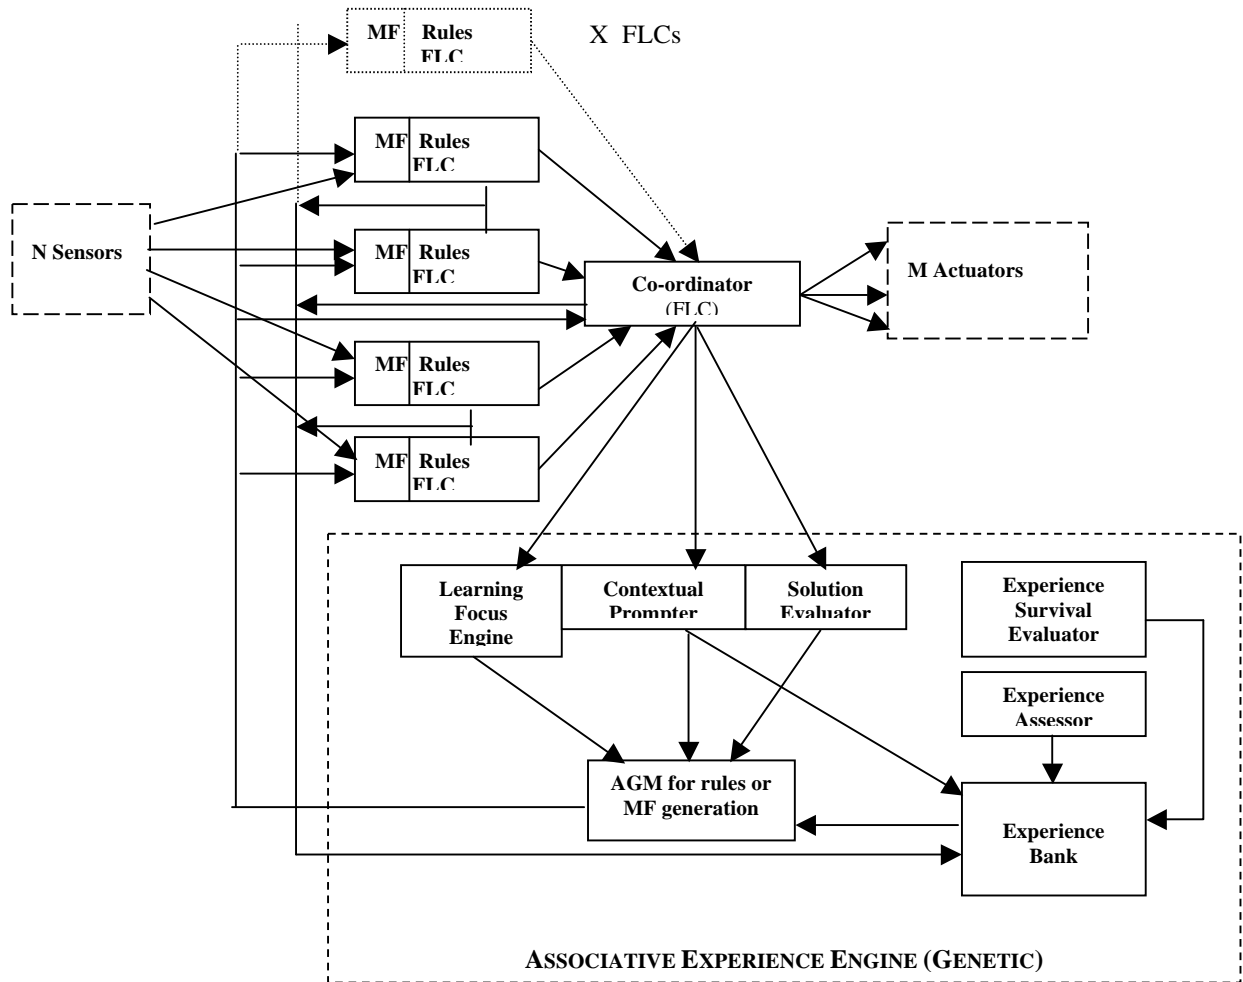 MF Rules
FLC
X FLCs
MF Rules
FLC
N Sensors
MF Rules
FLC
Co-ordinator
(FLC)
M Actuators
MF Rules
FLC
MF Rules
FLC
Learning
Focus
Engine
Contextual
Prompter
Solution
Evaluator
Experience
Survival
Evaluator
Experience
Assessor
AGM for rules or
MF generation
Experience
Bank
ASSOCIATIVE EXPERIENCE ENGINE (GENETIC)